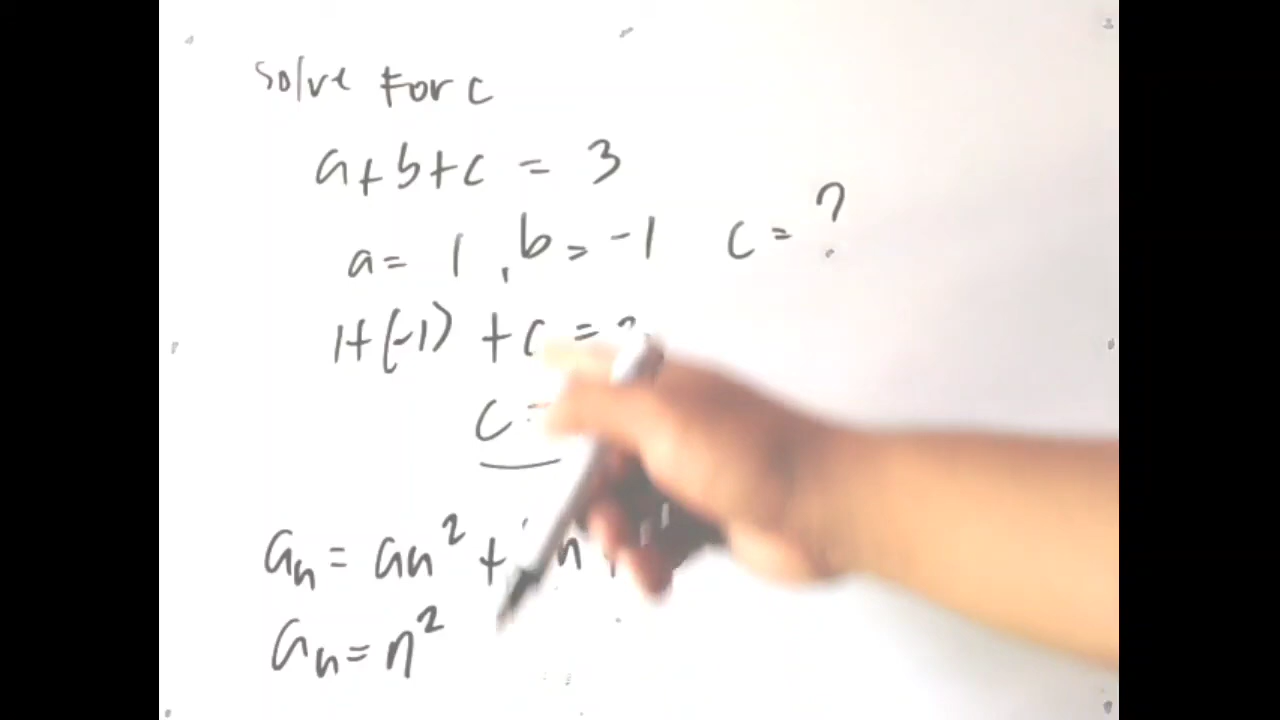 Solve For c
a+b+c = 3
a= 1 , b= -1 c= ?
1+(-1) +c =
c =
aₙ = an² + n
aₙ= n²